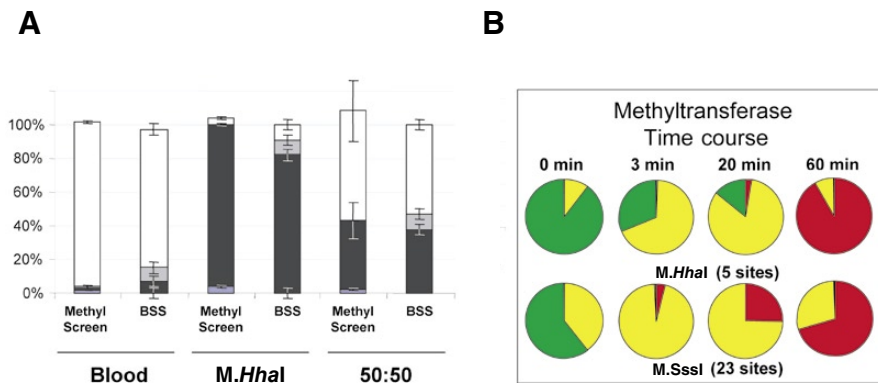 A
B
100%
80%
60%
40%
20%
0%
Methyl Screen
BSS
Methyl Screen
BSS
Methyl Screen
BSS
Blood
M.HhaI
50:50
Methyltransferase
Time course
0 min
3 min
20 min
60 min
M.HhaI (5 sites)
M.SssI (23 sites)